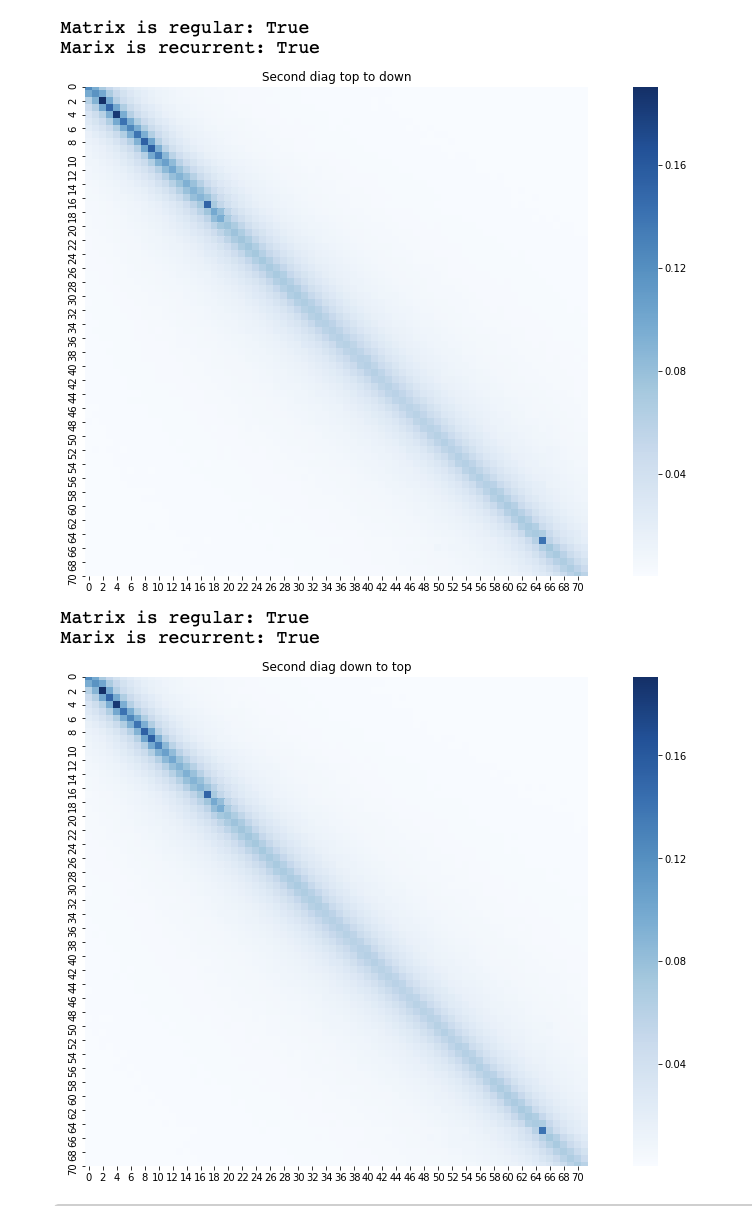 Matrix is regular: True
Marix is recurrent: True
Second diag top to down
0 2 4 6 8 10 12 14 16 18 20 22 24 26 28 30 32 34 36 38 40 42 44 46 48 50 52 54 56 58 60 62 64 66 68 70
0 2 4 6 8 10 12 14 16 18 20 22 24 26 28 30 32 34 36 38 40 42 44 46 48 50 52 54 56 58 60 62 64 66 68 70
0.16
0.12
0.08
0.04
Matrix is regular: True
Marix is recurrent: True
Second diag down to top
0 2 4 6 8 10 12 14 16 18 20 22 24 26 28 30 32 34 36 38 40 42 44 46 48 50 52 54 56 58 60 62 64 66 68 70
0 2 4 6 8 10 12 14 16 18 20 22 24 26 28 30 32 34 36 38 40 42 44 46 48 50 52 54 56 58 60 62 64 66 68 70
0.16
0.12
0.08
0.04